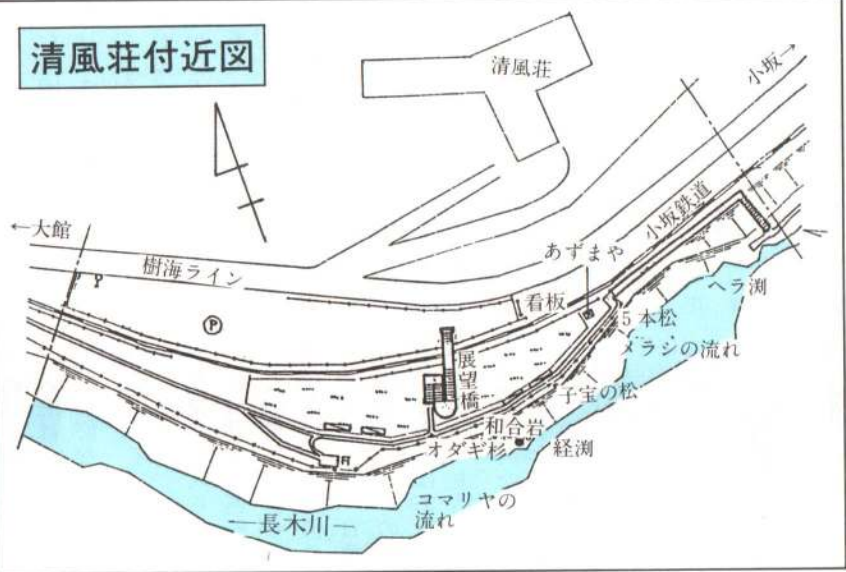 清風荘付近図
清風荘
小坂→
←大館
樹海ライン
小坂鉄道
あずまや
看板
ヘラ渕
5本松
メラシの流れ
展望橋
子宝の松
和合岩
オダギ杉
経渕
コマリヤの
流れ
←長木川―
P